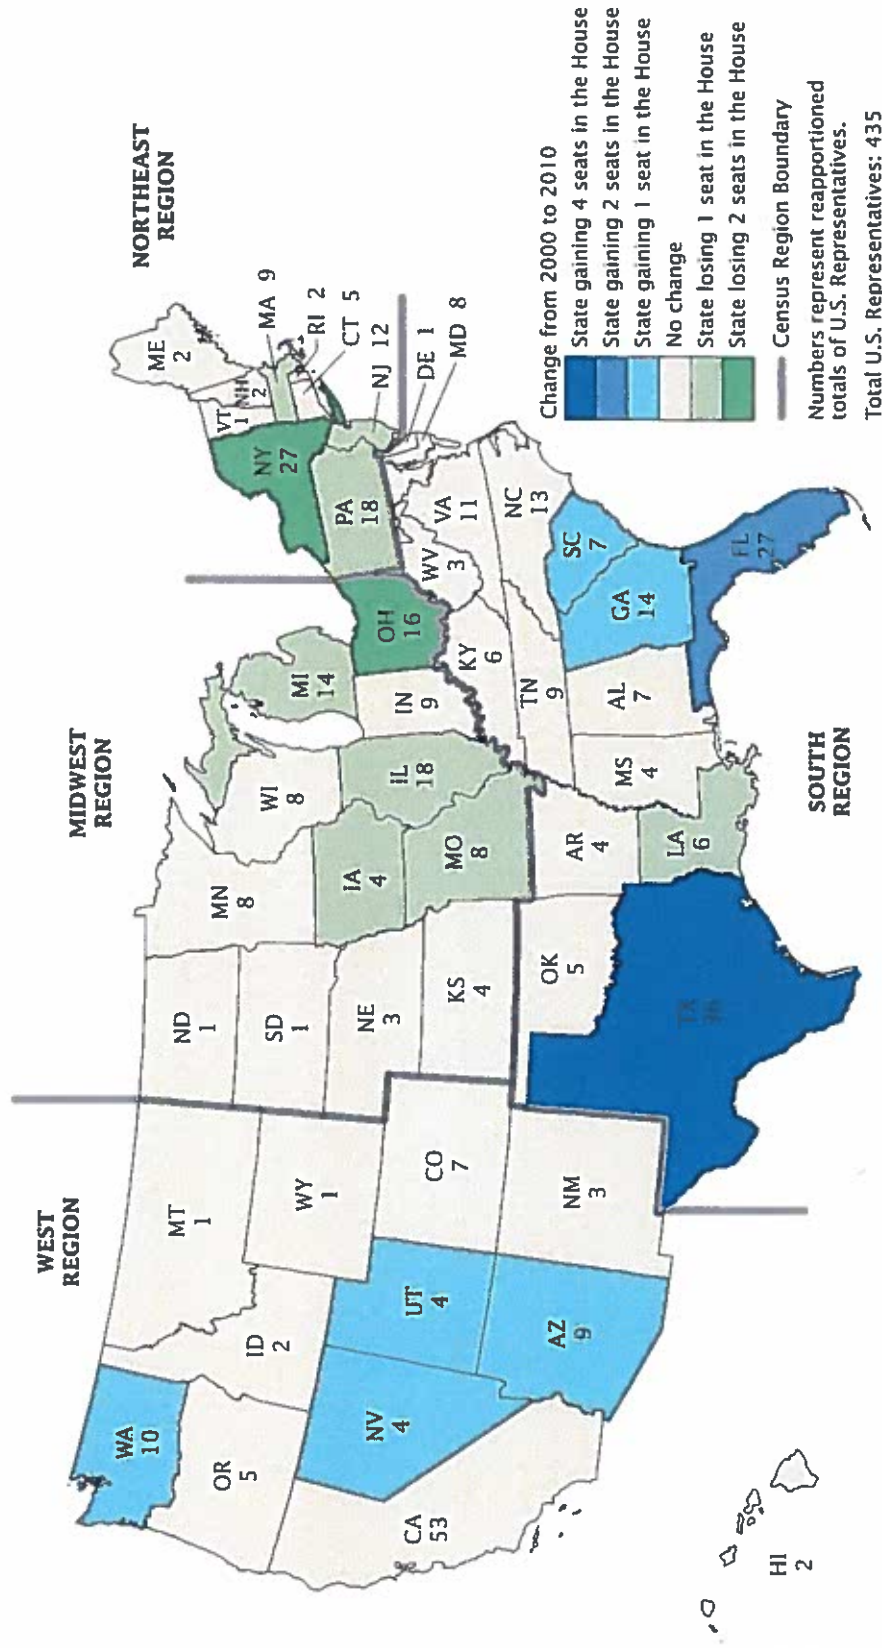 WEST
REGION
MIDWEST
REGION
NORTHEAST
REGION
SOUTH
REGION
WA
10
OR
5
CA
53
NV
4
ID
2
MT
1
WY
1
UT
4
AZ
9
CO
7
NM
3
ND
1
SD
1
NE
3
KS
4
OK
5
TX
36
MN
8
IA
4
MO
8
AR
4
LA
6
WI
8
IL
18
MI
14
IN
9
OH
16
KY
6
TN
9
MS
4
AL
7
GA
14
FL
27
SC
7
NC
13
VA
11
WV
3
PA
18
NY
27
VT
1
NH
2
ME
2
MA 9
RI 2
CT 5
NJ 12
DE 1
MD 8
HI
2
Change from 2000 to 2010
State gaining 4 seats in the House
State gaining 2 seats in the House
State gaining 1 seat in the House
No change
State losing 1 seat in the House
State losing 2 seats in the House
Census Region Boundary
Numbers represent reapportioned
totals of U.S. Representatives.
Total U.S. Representatives: 435